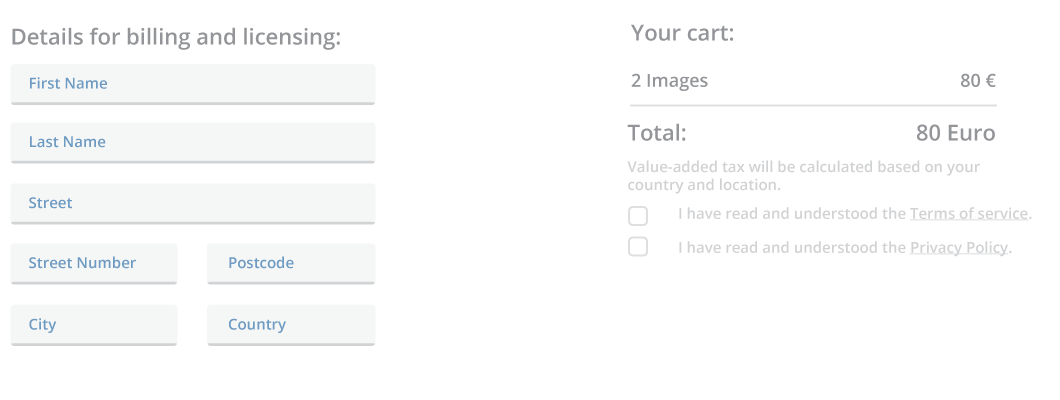 Details for billing and licensing:
First Name
Last Name
Street
Street Number
Postcode
City
Country
Your cart:
2 Images 80 €
Total: 80 Euro
Value-added tax will be calculated based on your
country and location.
I have read and understood the Terms of service.
I have read and understood the Privacy Policy.